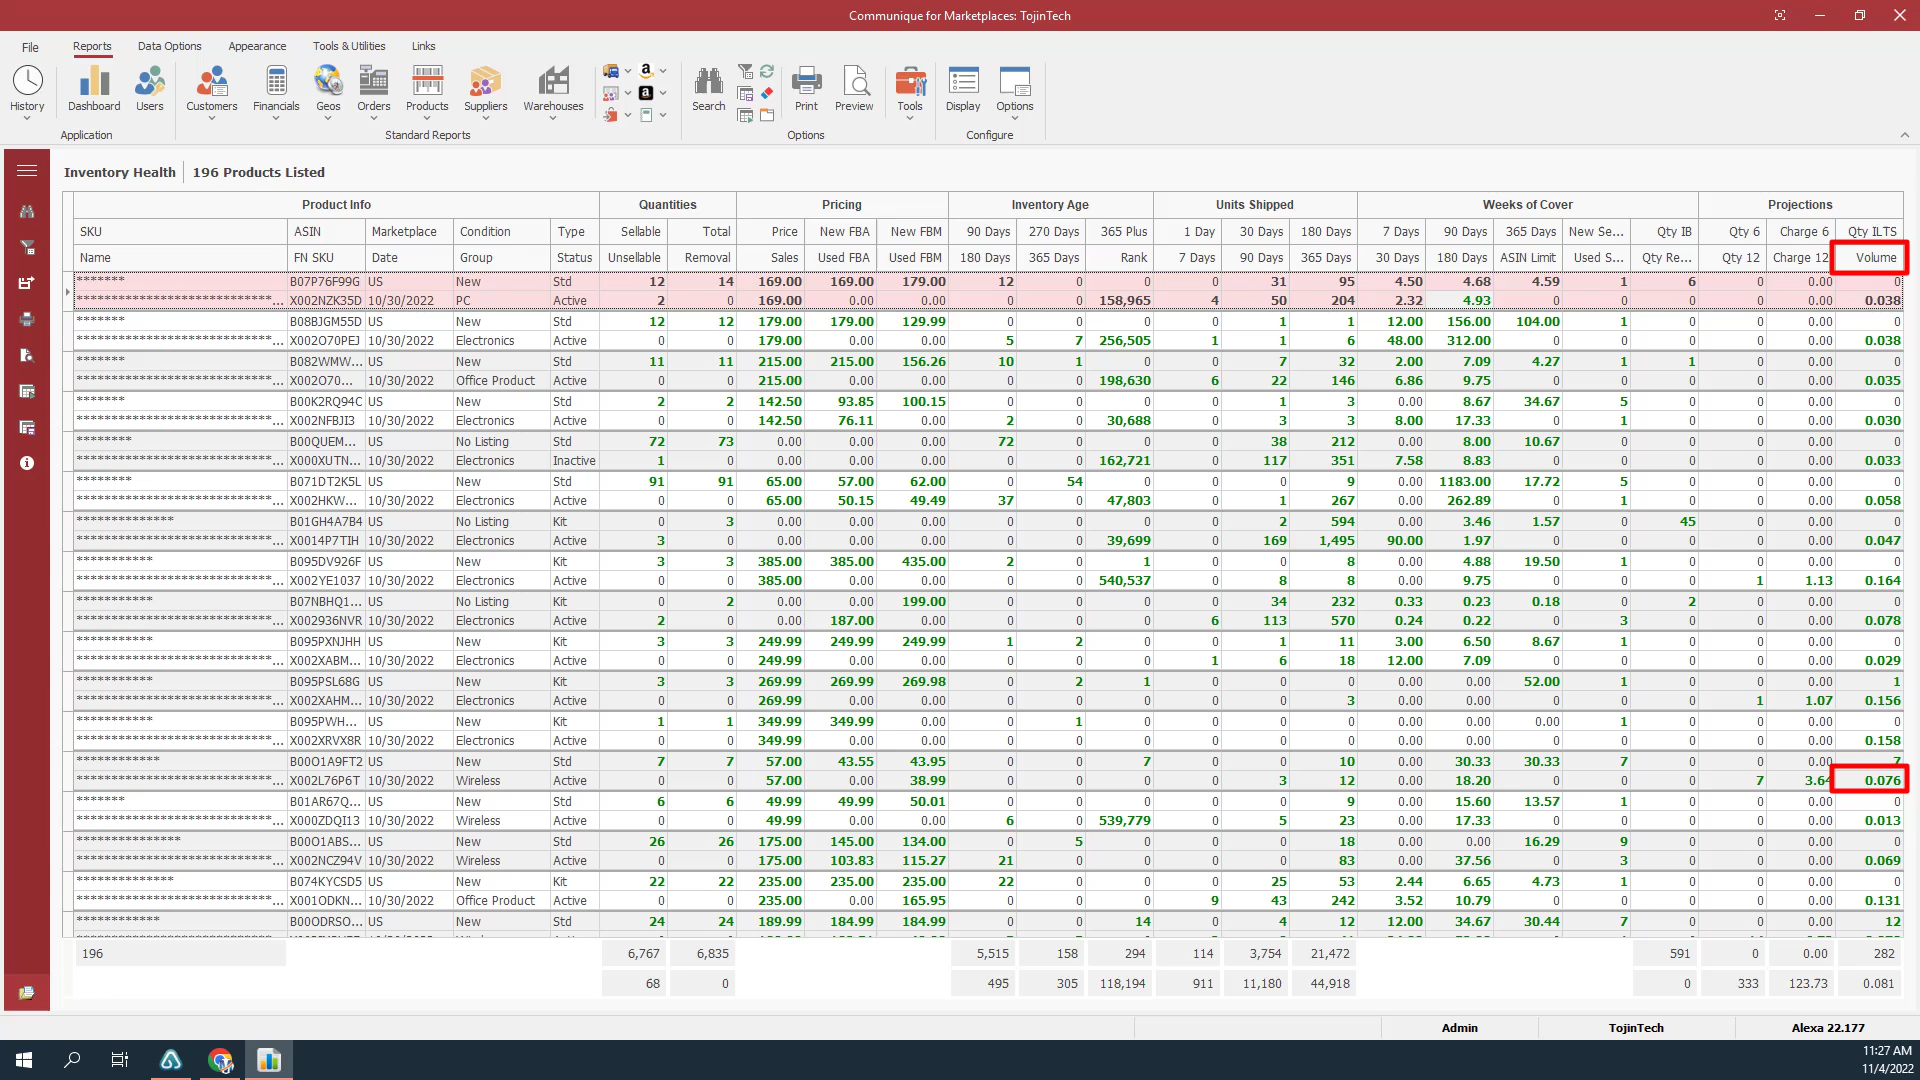 Communique for Marketplaces: TojinTech
File Reports Data Options Appearance Tools & Utilities Links
History Dashboard Users Customers Financials Geos Orders Products Suppliers Warehouses Search Print Preview Tools Display Options
Application Standard Reports Options Configure
Inventory Health 196 Products Listed
Product Info Quantities Pricing Inventory Age Units Shipped Weeks of Cover Projections
SKU ASIN Marketplace Condition Type Sellable Total Price New FBA New FBM 90 Days 270 Days 365 Plus 1 Day 30 Days 180 Days 7 Days 90 Days 365 Days New Se... Qty IB Qty 6 Charge 6 Qty ILTS
Name FN SKU Date Group Status Unsellable Removal Sales Used FBA Used FBM 180 Days 365 Days Rank 7 Days 90 Days 365 Days 30 Days 180 Days ASIN Limit Used S... Qty Re... Qty 12 Charge 12 Volume
******* B07P76F99G US New Std 12 14 169.00 169.00 179.00 12 0 0 0 31 95 4.50 4.68 4.59 1 6 0 0.00 0
******************************... X002NZK35D 10/30/2022 PC Active 2 0 169.00 0.00 0.00 0 0 158,965 4 50 204 2.32 4.93 0 0 0 0 0.00 0.038
******* B08BJGM55D US New Std 12 12 179.00 179.00 129.99 0 0 0 0 1 1 12.00 156.00 104.00 1 0 0 0.00 0
******************************... X002O70PEJ 10/30/2022 Electronics Active 0 0 179.00 0.00 0.00 5 7 256,505 1 1 6 48.00 312.00 0 0 0 0 0.00 0.038
******* B082WMW... US New Std 11 11 215.00 215.00 156.26 10 1 0 0 7 32 2.00 7.09 4.27 1 1 0 0.00 0
******************************... X002O70... 10/30/2022 Office Product Active 0 0 215.00 0.00 0.00 0 0 198,630 6 22 146 6.86 9.75 0 0 0 0 0.00 0.035
******* B00K2RQ94C US New Std 2 2 142.50 93.85 100.15 0 0 0 0 1 3 0.00 8.67 34.67 5 0 0 0.00 0
******************************... X002NFBJI3 10/30/2022 Electronics Active 0 0 142.50 76.11 0.00 2 0 30,688 0 3 3 8.00 17.33 0 1 0 0 0.00 0.030
******** B00QUEM... US No Listing Std 72 73 0.00 0.00 0.00 72 0 0 0 38 212 0.00 8.00 10.67 0 0 0 0.00 0
******************************... X000XUTN... 10/30/2022 Electronics Inactive 1 0 0.00 0.00 0.00 0 0 162,721 0 117 351 7.58 8.83 0 0 0 0 0.00 0.033
******** B071DT2K5L US New Std 91 91 65.00 57.00 62.00 0 54 0 0 0 9 0.00 1183.00 17.72 5 0 0 0.00 0
******************************... X002HKW... 10/30/2022 Electronics Active 0 0 65.00 50.15 49.49 37 0 47,803 0 1 267 0.00 262.89 0 1 0 0 0.00 0.058
************** B01GH4A7B4 US No Listing Kit 0 3 0.00 0.00 0.00 0 0 0 0 2 594 0.00 3.46 1.57 0 45 0 0.00 0
******************************... X0014P7TIH 10/30/2022 Electronics Active 3 0 0.00 0.00 0.00 0 0 39,699 0 169 1,495 90.00 1.97 0 0 0 0 0.00 0.047
*********** B095DV926F US New Kit 3 3 385.00 385.00 435.00 2 0 1 0 0 8 0.00 4.88 19.50 1 0 0 0.00 0
******************************... X002YE1037 10/30/2022 Electronics Active 0 0 385.00 0.00 0.00 0 0 540,537 0 8 8 0.00 9.75 0 0 0 1 1.13 0.164
*********** B07NBHQ1... US No Listing Kit 0 2 0.00 0.00 199.00 0 0 0 0 34 232 0.33 0.23 0.18 0 2 0 0.00 0
******************************... X002936NVR 10/30/2022 Electronics Active 2 0 0.00 187.00 0.00 0 0 0 6 113 570 0.24 0.22 0 3 0 0 0.00 0.078
*********** B095PXNJHH US New Kit 3 3 249.99 249.99 249.99 1 2 0 0 1 11 3.00 6.50 8.67 1 0 0 0.00 0
******************************... X002XABM... 10/30/2022 Electronics Active 0 0 249.99 0.00 0.00 0 0 0 1 6 18 12.00 7.09 0 0 0 0 0.00 0.029
*********** B095PSL68G US New Kit 3 3 269.99 269.99 269.98 0 2 1 0 0 0 0.00 0.00 52.00 1 0 0 0.00 1
******************************... X002XAHM... 10/30/2022 Electronics Active 0 0 269.99 0.00 0.00 0 0 0 0 0 3 0.00 0.00 0 0 0 1 1.07 0.156
*********** B095PWH... US New Kit 1 1 349.99 349.99 0.00 0 1 0 0 0 0 0.00 0.00 0.00 1 0 0 0.00 0
******************************... X002XRVX8R 10/30/2022 Electronics Active 0 0 349.99 0.00 0.00 0 0 0 0 0 0 0.00 0.00 0 0 0 0 0.00 0.158
************ B00O1A9FT2 US New Std 7 7 57.00 43.55 43.95 0 0 7 0 0 10 0.00 30.33 30.33 7 0 0 0.00 7
******************************... X002L76P6T 10/30/2022 Wireless Active 0 0 57.00 0.00 38.99 0 0 0 0 3 12 0.00 18.20 0 0 0 7 3.64 0.076
******* B01AR67Q... US New Std 6 6 49.99 49.99 50.01 0 0 0 0 0 9 0.00 15.60 13.57 1 0 0 0.00 0
******************************... X000ZDQI13 10/30/2022 Wireless Active 0 0 49.99 0.00 0.00 6 0 539,779 0 5 23 0.00 17.33 0 0 0 0 0.00 0.013
*************** B00O1ABS... US New Std 26 26 175.00 145.00 134.00 0 5 0 0 0 18 0.00 0.00 16.29 9 0 0 0.00 0
******************************... X002NCZ94V 10/30/2022 Wireless Active 0 0 175.00 103.83 115.27 21 0 0 0 0 83 0.00 37.56 0 3 0 0 0.00 0.069
************** B074KYCSD5 US New Kit 22 22 235.00 235.00 235.00 22 0 0 0 25 53 2.44 6.65 4.73 1 0 0 0.00 0
******************************... X001ODKN... 10/30/2022 Office Product Active 0 0 235.00 0.00 165.95 0 0 0 9 43 242 3.52 10.79 0 0 0 0 0.00 0.131
************ B00ODRSO... US New Std 24 24 189.99 184.99 184.99 0 0 14 0 4 12 12.00 34.67 30.44 7 0 0 0.00 12
196 6,767 6,835 5,515 158 294 114 3,754 21,472 591 0 0.00 282
68 0 495 305 118,194 911 11,180 44,918 0 333 123.73 0.081
Admin TojinTech Alexa 22.177
11:27 AM
11/4/2022